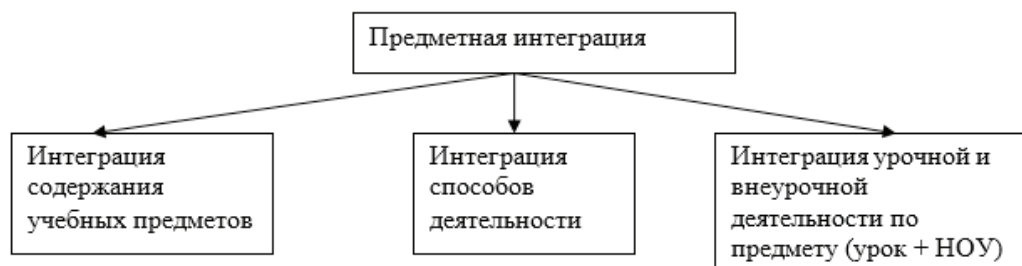 Предметная интеграция
Интеграция
содержания
учебных предметов
Интеграция
способов
деятельности
Интеграция урочной и
внеурочной
деятельности по
предмету (урок + НОУ)